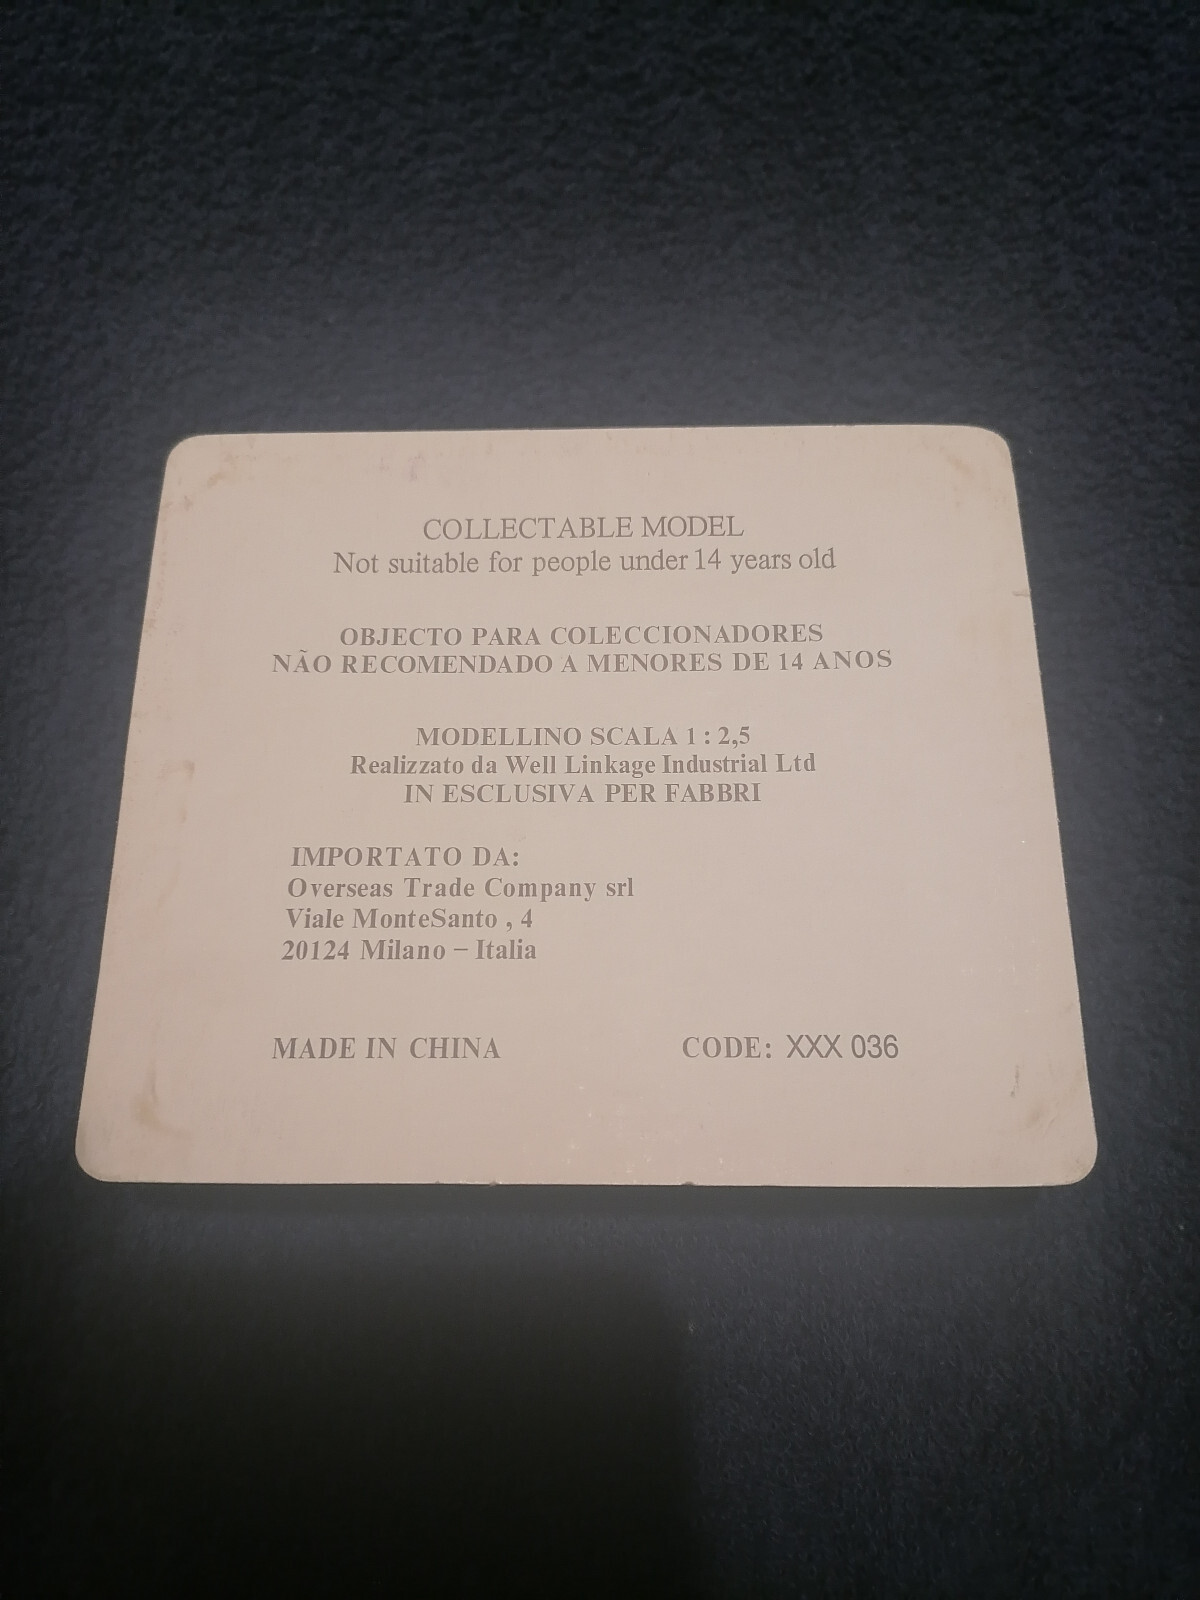 COLLECTABLE MODEL
Not suitable for people under 14 years old
OBJECTO PARA COLECCIONADORES
NÃO RECOMENDADO A MENORES DE 14 ANOS
MODELLINO SCALA 1 : 2,5
Realizzato da Well Linkage Industrial Ltd
IN ESCLUSIVA PER FABBRI
IMPORTATO DA:
Overseas Trade Company srl
Viale MonteSanto , 4
20124 Milano – Italia
MADE IN CHINA CODE: XXX 036